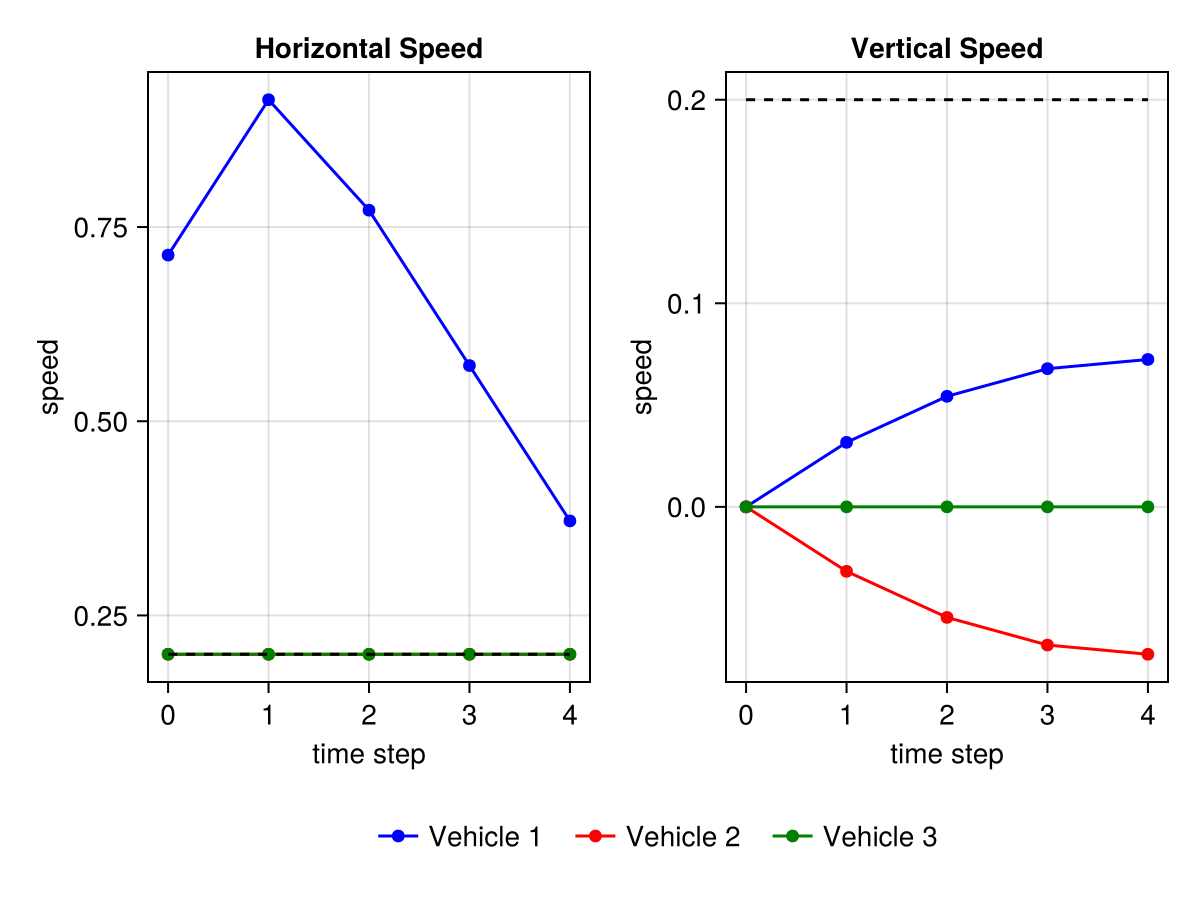 Horizontal Speed
speed
0.75
0.50
0.25
0 1 2 3 4
time step
Vertical Speed
speed
0.2
0.1
0.0
0 1 2 3 4
time step
Vehicle 1 Vehicle 2 Vehicle 3